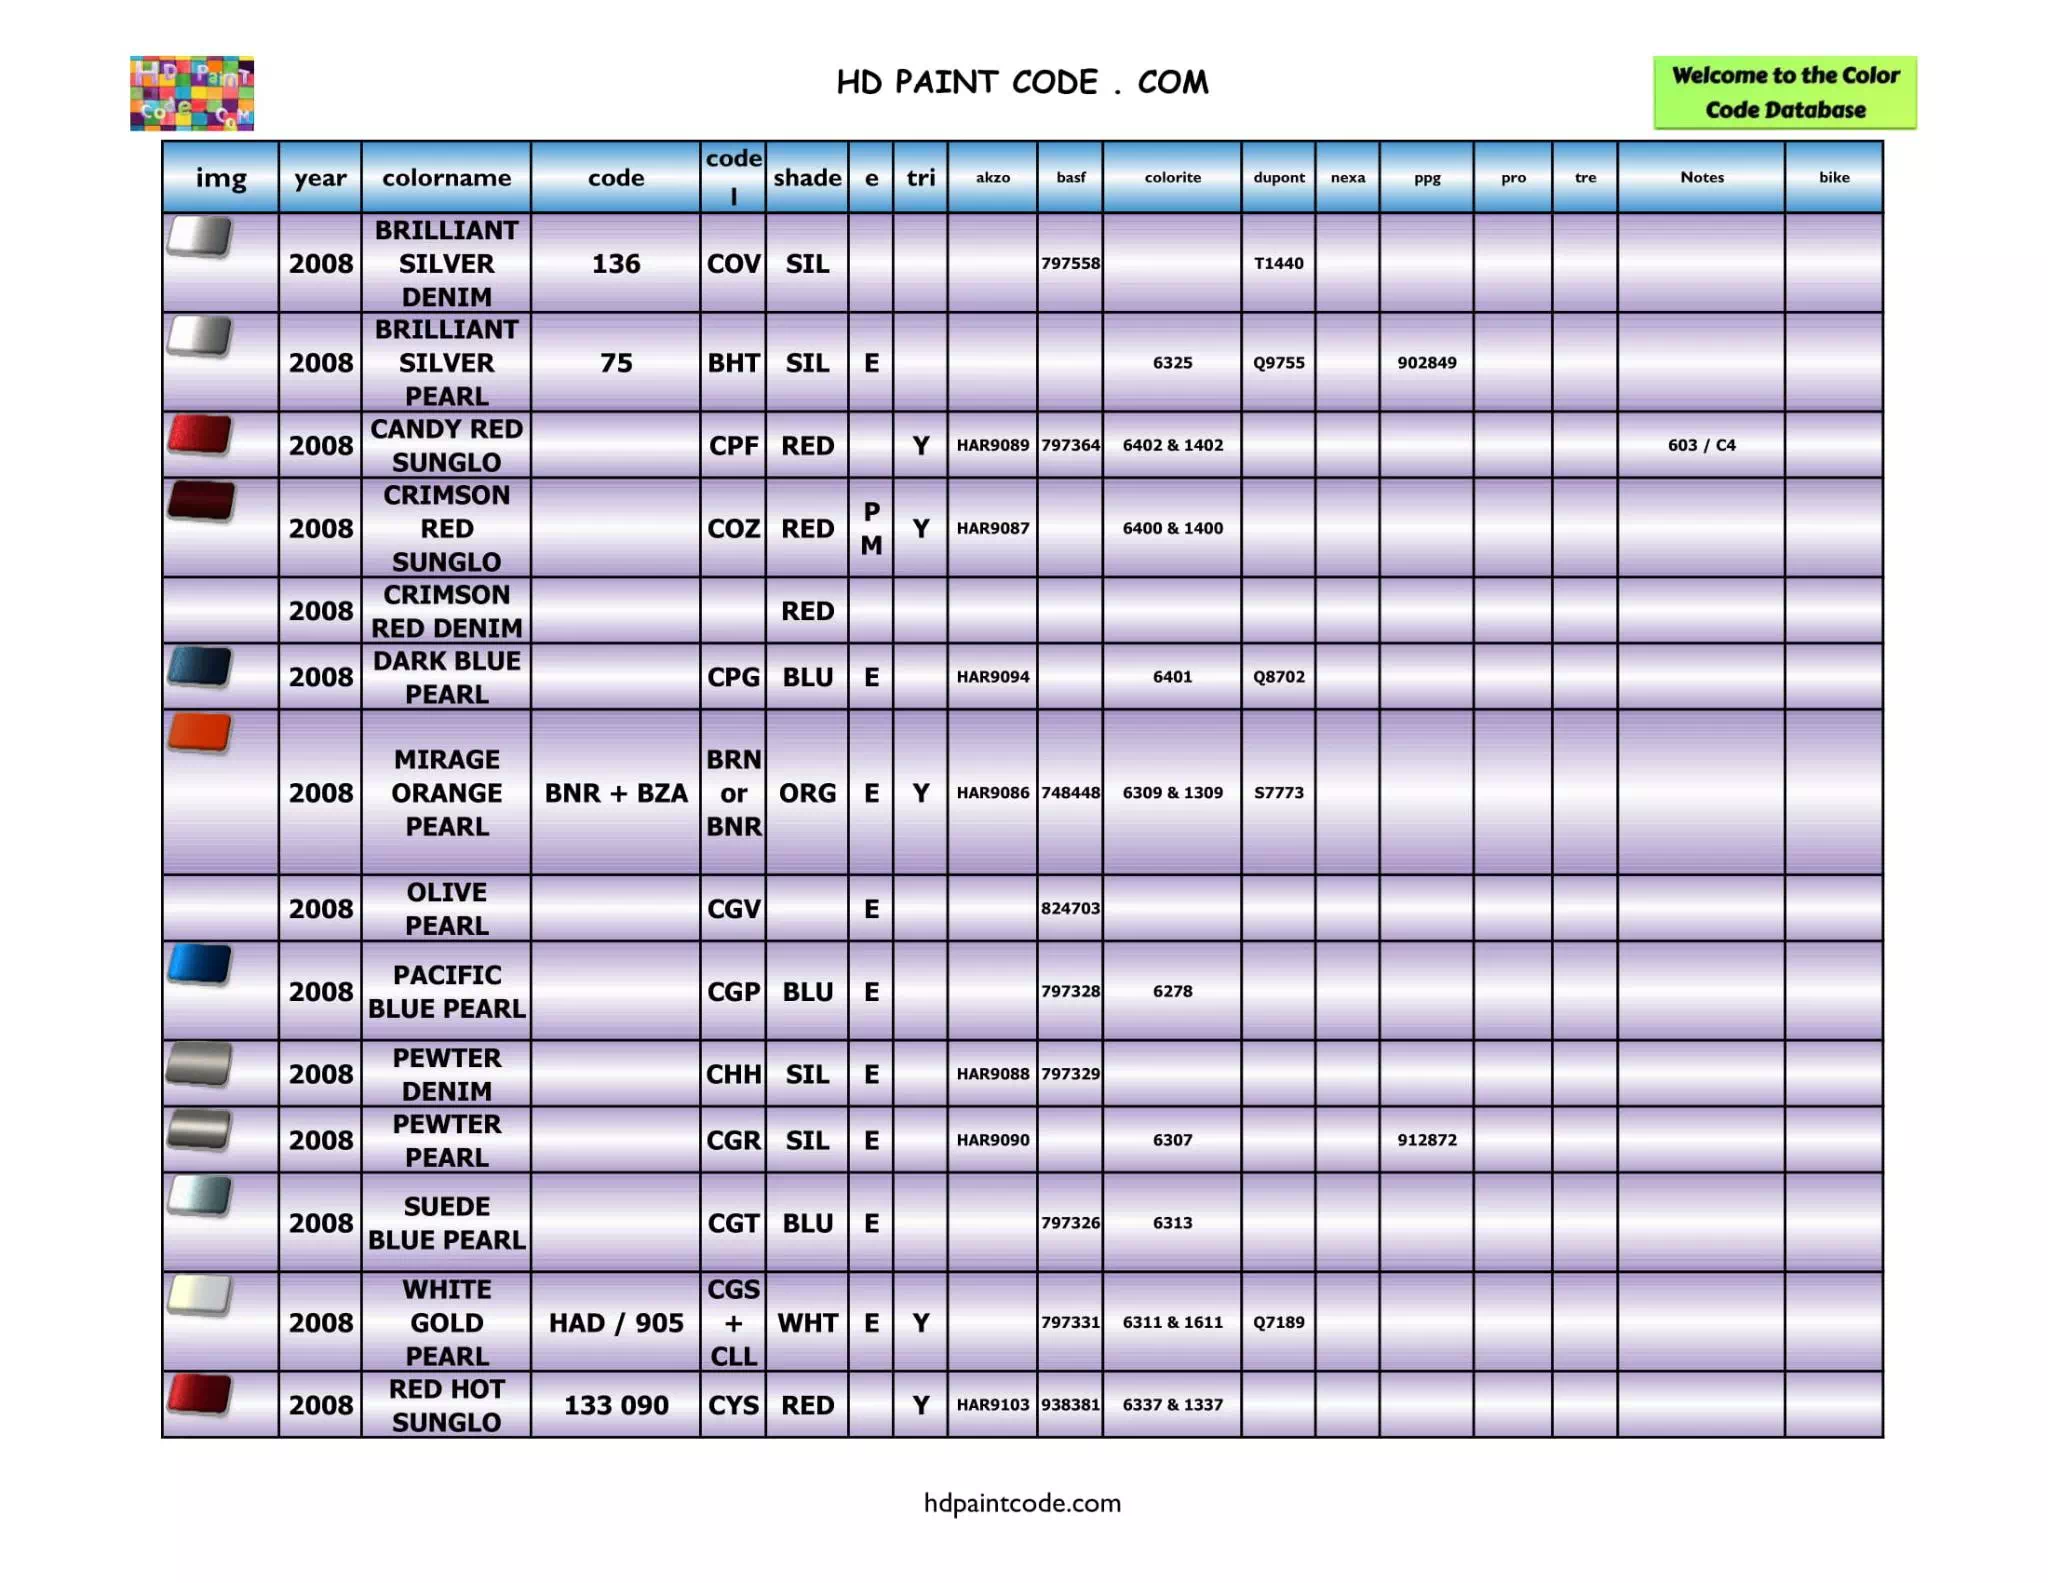 HD Paint Code CoM
HD PAINT CODE . COM
Welcome to the Color
Code Database
img year colorname code code l shade e tri akzo basf colorite dupont nexa ppg pro tre Notes bike
2008 BRILLIANT SILVER DENIM 136 COV SIL 797558 T1440
2008 BRILLIANT SILVER PEARL 75 BHT SIL E 6325 Q9755 902849
2008 CANDY RED SUNGLO CPF RED Y HAR9089 797364 6402 & 1402 603 / C4
2008 CRIMSON RED SUNGLO COZ RED P M Y HAR9087 6400 & 1400
2008 CRIMSON RED DENIM RED
2008 DARK BLUE PEARL CPG BLU E HAR9094 6401 Q8702
2008 MIRAGE ORANGE PEARL BNR + BZA BRN or BNR ORG E Y HAR9086 748448 6309 & 1309 S7773
2008 OLIVE PEARL CGV E 824703
2008 PACIFIC BLUE PEARL CGP BLU E 797328 6278
2008 PEWTER DENIM CHH SIL E HAR9088 797329
2008 PEWTER PEARL CGR SIL E HAR9090 6307 912872
2008 SUEDE BLUE PEARL CGT BLU E 797326 6313
2008 WHITE GOLD PEARL HAD / 905 CGS + CLL WHT E Y 797331 6311 & 1611 Q7189
2008 RED HOT SUNGLO 133 090 CYS RED Y HAR9103 938381 6337 & 1337
hdpaintcode.com